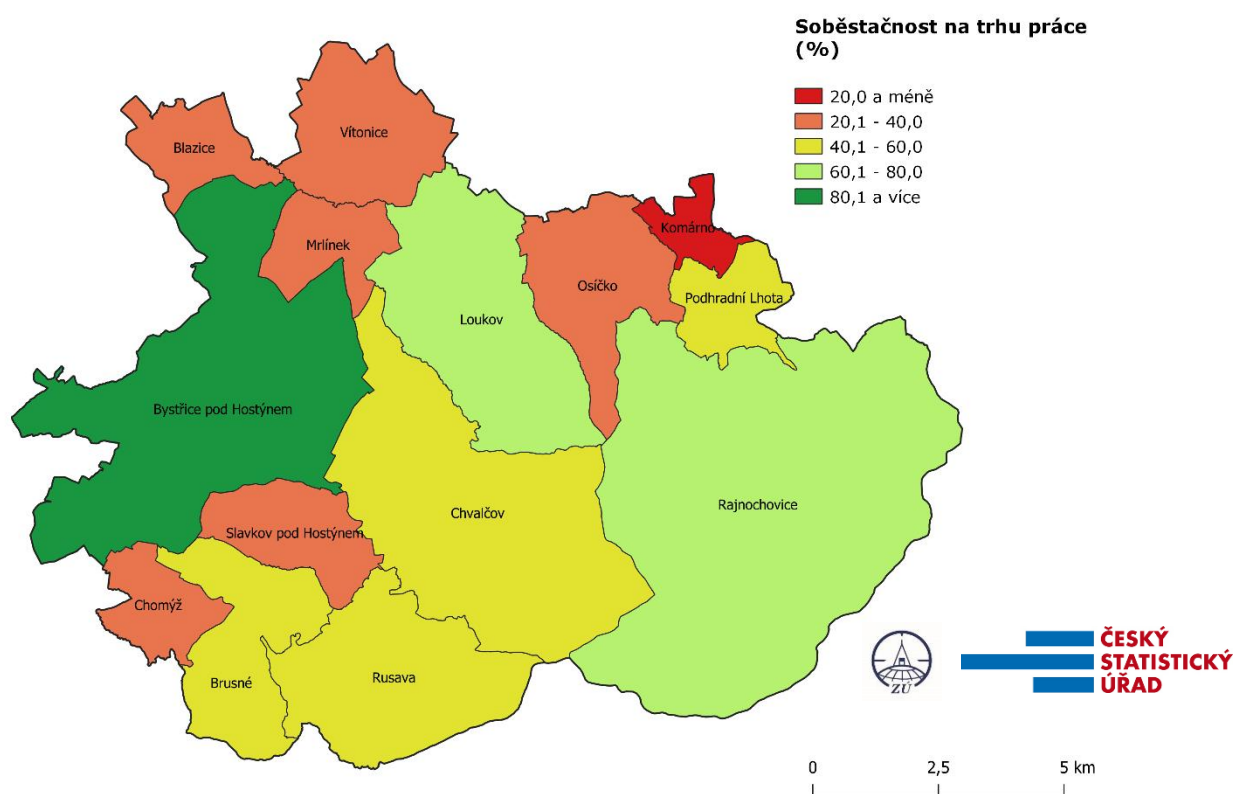 Soběstačnost na trhu práce
(%)
20,0 a méně
20,1 - 40,0
40,1 - 60,0
60,1 - 80,0
80,1 a více
Vítonice
Blazice
Komárno
Mrlínek
Osíčko
Podhradní Lhota
Loukov
Bystřice pod Hostýnem
Rajnochovice
Chvalčov
Slavkov pod Hostýnem
Chomýž
Rusava
Brusné
ZÚ
ČESKÝ
STATISTICKÝ
ÚŘAD
0 2,5 5 km